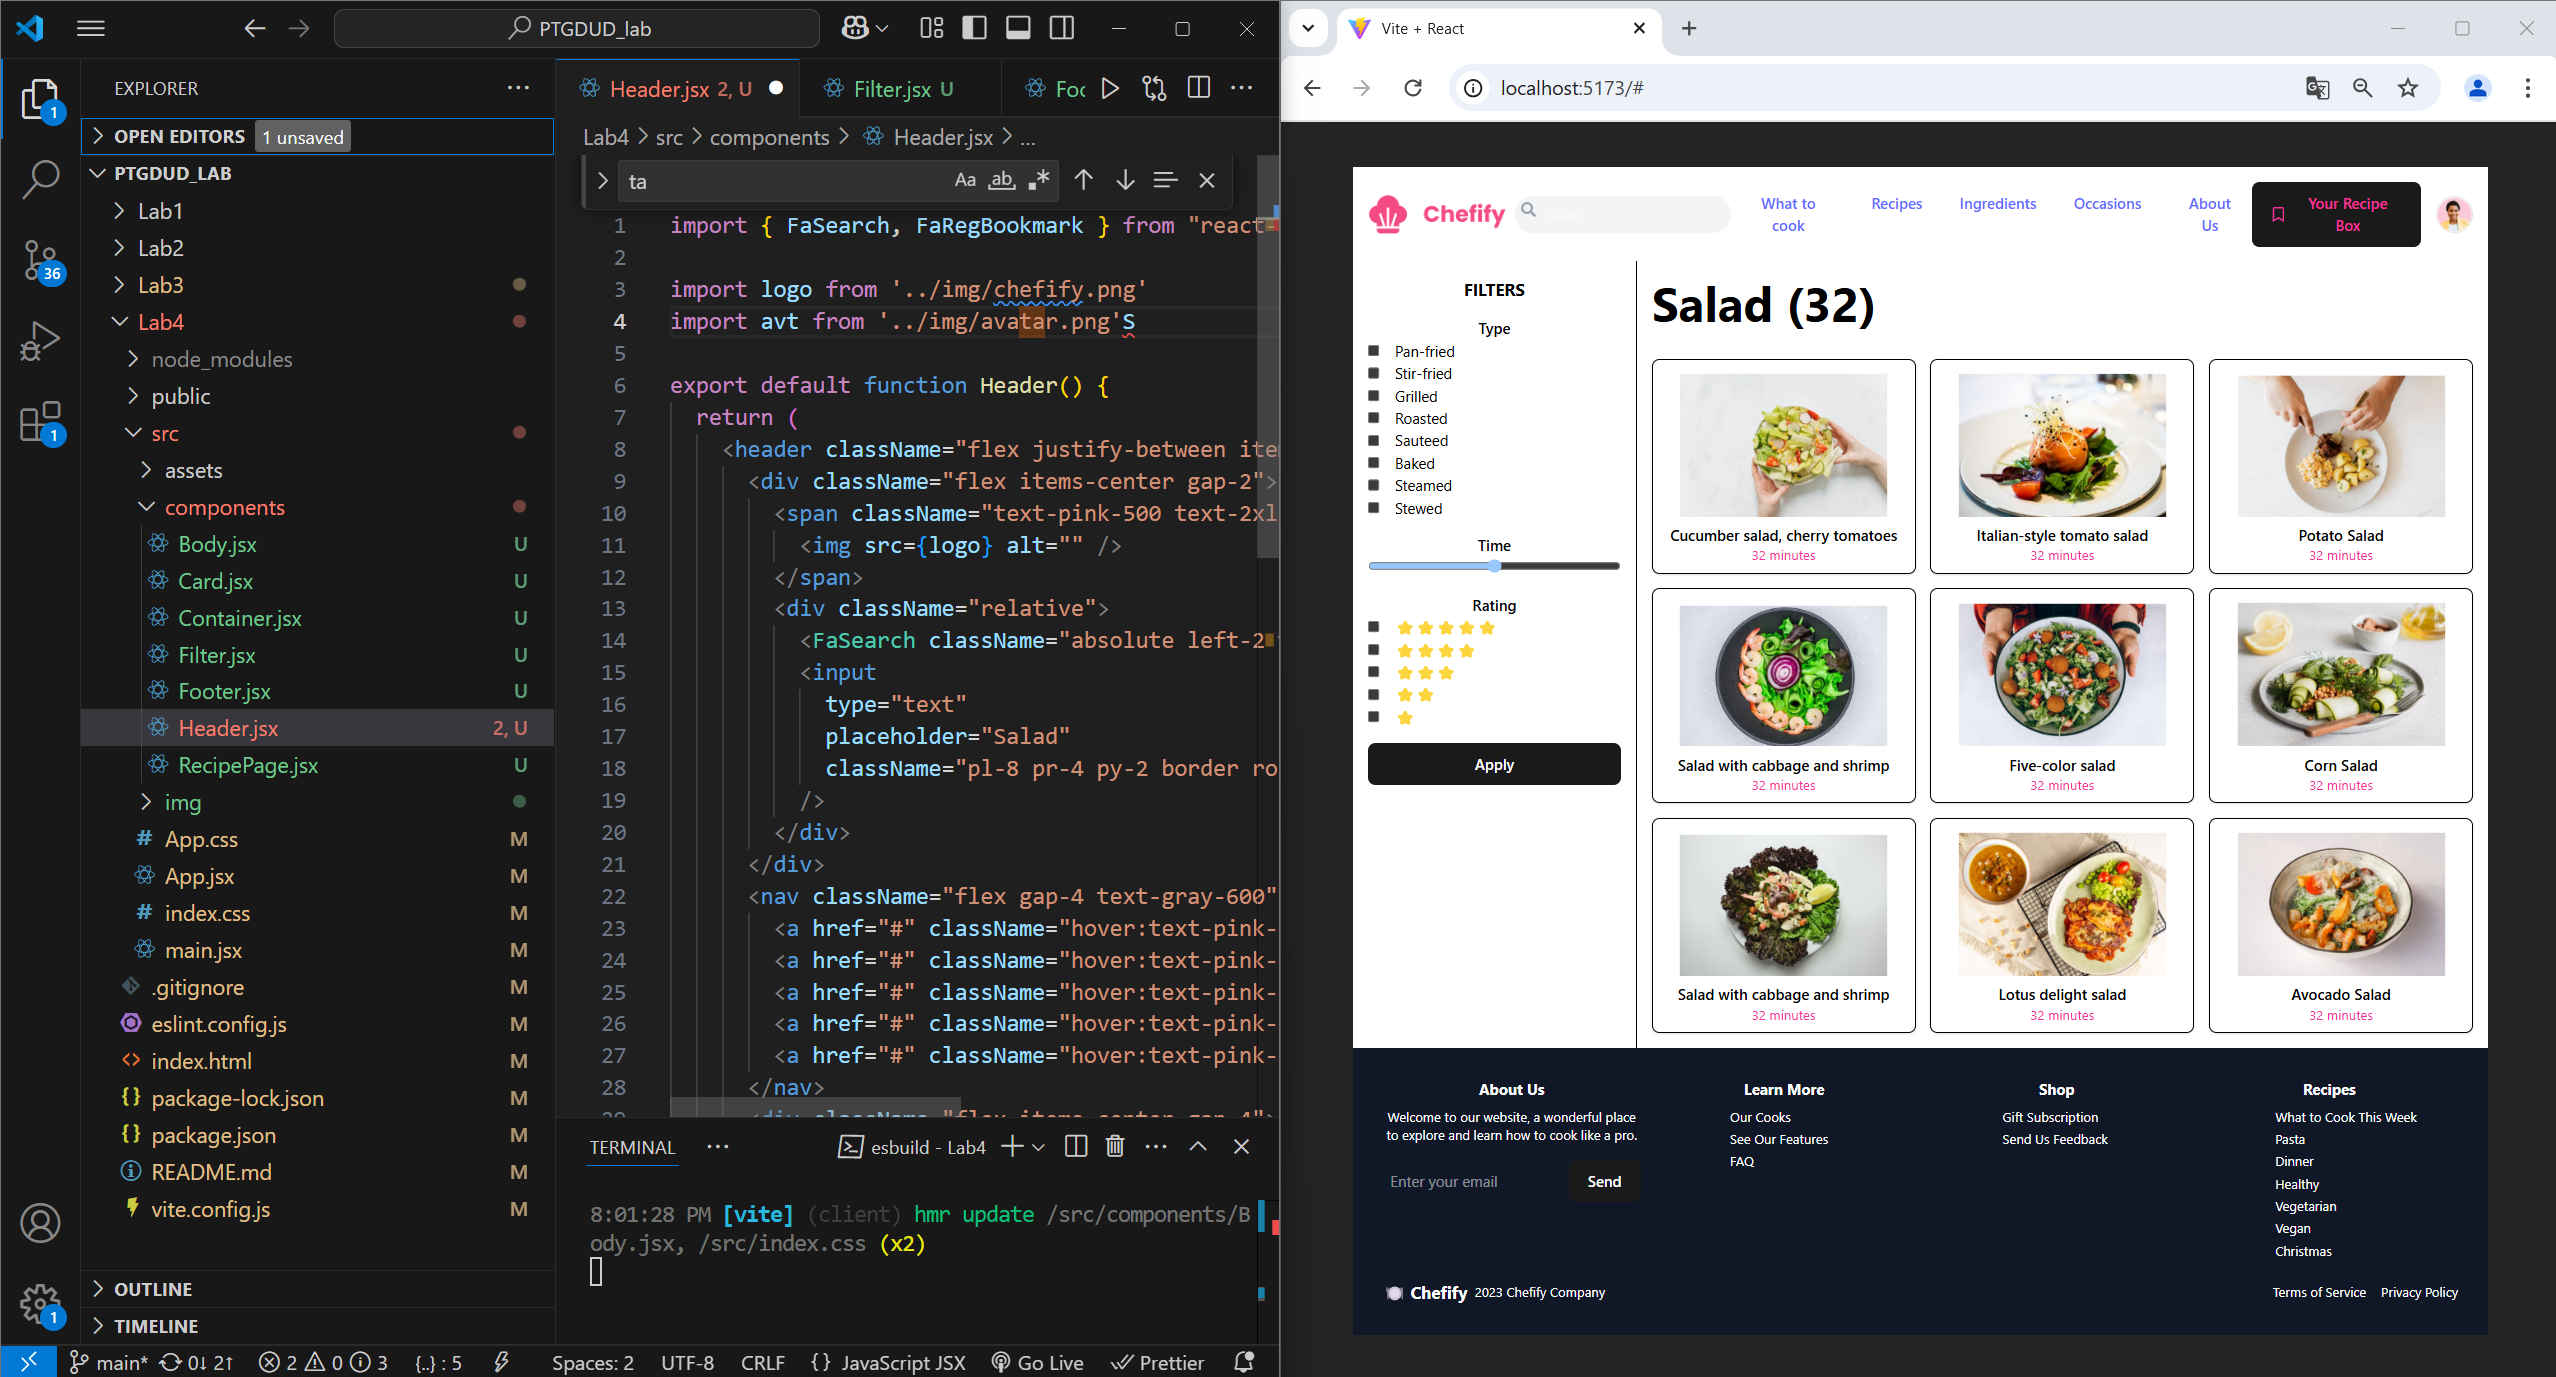 PTGDUD_lab
EXPLORER
OPEN EDITORS 1 unsaved
PTGDUD_LAB
Lab1
Lab2
Lab3
Lab4
node_modules
public
src
assets
components
Body.jsx U
Card.jsx U
Container.jsx U
Filter.jsx U
Footer.jsx U
Header.jsx 2, U
RecipePage.jsx U
img
# App.css M
App.jsx M
# index.css M
main.jsx M
.gitignore M
eslint.config.js M
<> index.html M
{} package-lock.json M
{} package.json M
README.md M
vite.config.js M
OUTLINE
TIMELINE
1
36
1
1
Header.jsx 2, U
Filter.jsx U
Foo
Lab4 > src > components > Header.jsx > ...
ta
Aa ab .*
1 import { FaSearch, FaRegBookmark } from "react-
2
3 import logo from '../img/chefify.png'
4 import avt from '../img/avatar.png'S
5
6 export default function Header() {
7 return (
8 <header className="flex justify-between ite
9 <div className="flex items-center gap-2">
10 <span className="text-pink-500 text-2xl
11 <img src={logo} alt="" />
12 </span>
13 <div className="relative">
14 <FaSearch className="absolute left-2
15 <input
16 type="text"
17 placeholder="Salad"
18 className="pl-8 pr-4 py-2 border ro
19 />
20 </div>
21 </div>
22 <nav className="flex gap-4 text-gray-600"
23 <a href="#" className="hover:text-pink-
24 <a href="#" className="hover:text-pink-
25 <a href="#" className="hover:text-pink-
26 <a href="#" className="hover:text-pink-
27 <a href="#" className="hover:text-pink-
28 </nav>
29 <div className="flex items-center gap-4">
TERMINAL
esbuild - Lab4
8:01:28 PM [vite] (client) hmr update /src/components/B
ody.jsx, /src/index.css (x2)
main* 0↓ 2↑ 2 0 3 {..} : 5 Spaces: 2 UTF-8 CRLF {} JavaScript JSX Go Live Prettier
Vite + React
localhost:5173/#
Chefify
What to
cook
Recipes
Ingredients
Occasions
About
Us
Your Recipe
Box
FILTERS
Type
Pan-fried
Stir-fried
Grilled
Roasted
Sauteed
Baked
Steamed
Stewed
Time
Rating
Apply
Salad (32)
Cucumber salad, cherry tomatoes
32 minutes
Italian-style tomato salad
32 minutes
Potato Salad
32 minutes
Salad with cabbage and shrimp
32 minutes
Five-color salad
32 minutes
Corn Salad
32 minutes
Salad with cabbage and shrimp
32 minutes
Lotus delight salad
32 minutes
Avocado Salad
32 minutes
About Us
Welcome to our website, a wonderful place
to explore and learn how to cook like a pro.
Enter your email
Send
Learn More
Our Cooks
See Our Features
FAQ
Shop
Gift Subscription
Send Us Feedback
Recipes
What to Cook This Week
Pasta
Dinner
Healthy
Vegetarian
Vegan
Christmas
Chefify 2023 Chefify Company
Terms of Service
Privacy Policy